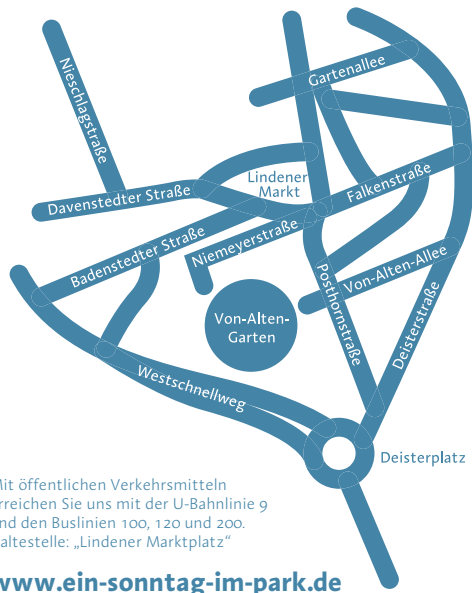 Gartenallee
Nieschlagstraße
Lindener
Markt
Falkenstraße
Davenstedter Straße
Niemeyerstraße
Badenstedter Straße
Von-Alten-Allee
Posthornstraße
Deisterstraße
Von-Alten-
Garten
Westschnellweg
Deisterplatz
Mit öffentlichen Verkehrsmitteln
rreichen Sie uns mit der U-Bahnlinie 9
nd den Buslinien 100, 120 und 200.
altestelle: „Lindener Marktplatz“
www.ein-sonntag-im-park.de